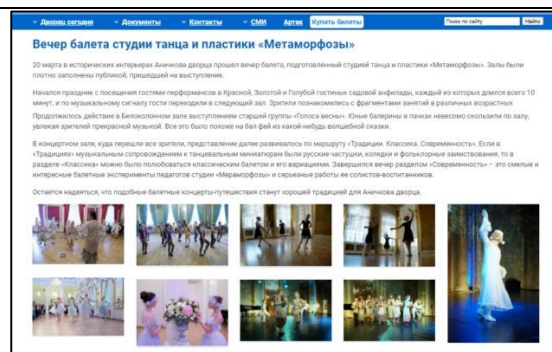 Дворец сегодня Документы Контакты СМИ Артек Купить билеты Поиск по сайту Найти
Вечер балета студии танца и пластики «Метаморфозы»
20 март в исторических интерьерах Аничкова дворца прошел вечер балета, подготовленный студией танца и пластики «Метаморфозы». Залы были
плотно заполнены публикой, пришедшей на выступление.
Начался праздник с посещения гостями перформансов в Красной, Золотой и Голубой гостиных садовой анфилады, каждый из которых длился всего 10
минут, и по музыкальному сигналу гости переходили в следующий зал. Зрители познакомились с фрагментами занятий в различных возрастных
Продолжилось действие в Белоколонном зале выступлением старшей группы «Голоса весны». Юные балерины в пачках невесомо скользили по залу,
увлекая зрителей прекрасной музыкой. Все это было похоже на бал фей из какой-нибудь волшебной сказки.
В концертном зале, куда перешли все зрители, представление далее развивалось по маршруту «Традиции. Классика. Современность». Если в
«Традициях» музыкальным сопровождением к танцевальным миниатюрам были русские частушки, колядки и фольклорные заимствования, то в
разделе «Классика» можно было полюбоваться классическим балетом и его вариациями. Завершился вечер разделом «Современность» – это смелые и
интересные балетные эксперименты педагогов студии «Мераморфозы» и серьезные работы ее солистов-воспитанников.
Остается надеяться, что подобные балетные концерты-путешествия станут хорошей традицией для Аничкова дворца.